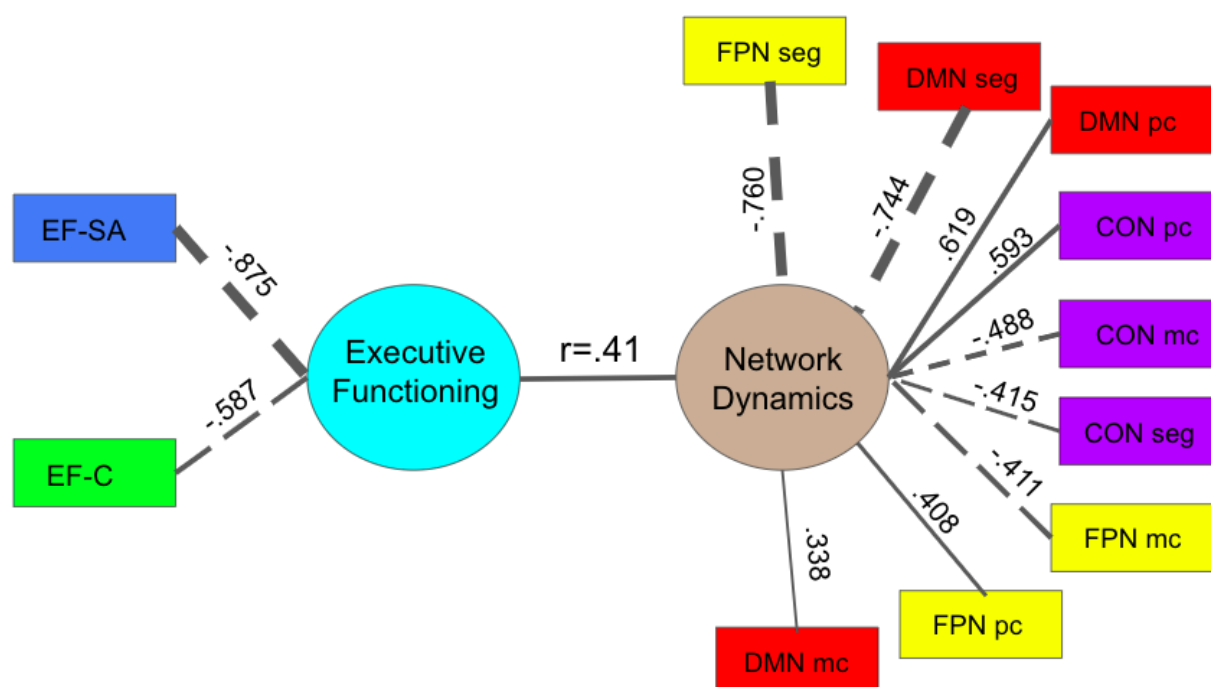 FPN seg
DMN seg
DMN pc
-.760
-.744
.619
.593
CON pc
EF-SA
-.875
-.488
CON mc
Executive
Functioning
r=.41
Network
Dynamics
-.587
-.415
CON seg
EF-C
-.411
FPN mc
.408
.338
FPN pc
DMN mc